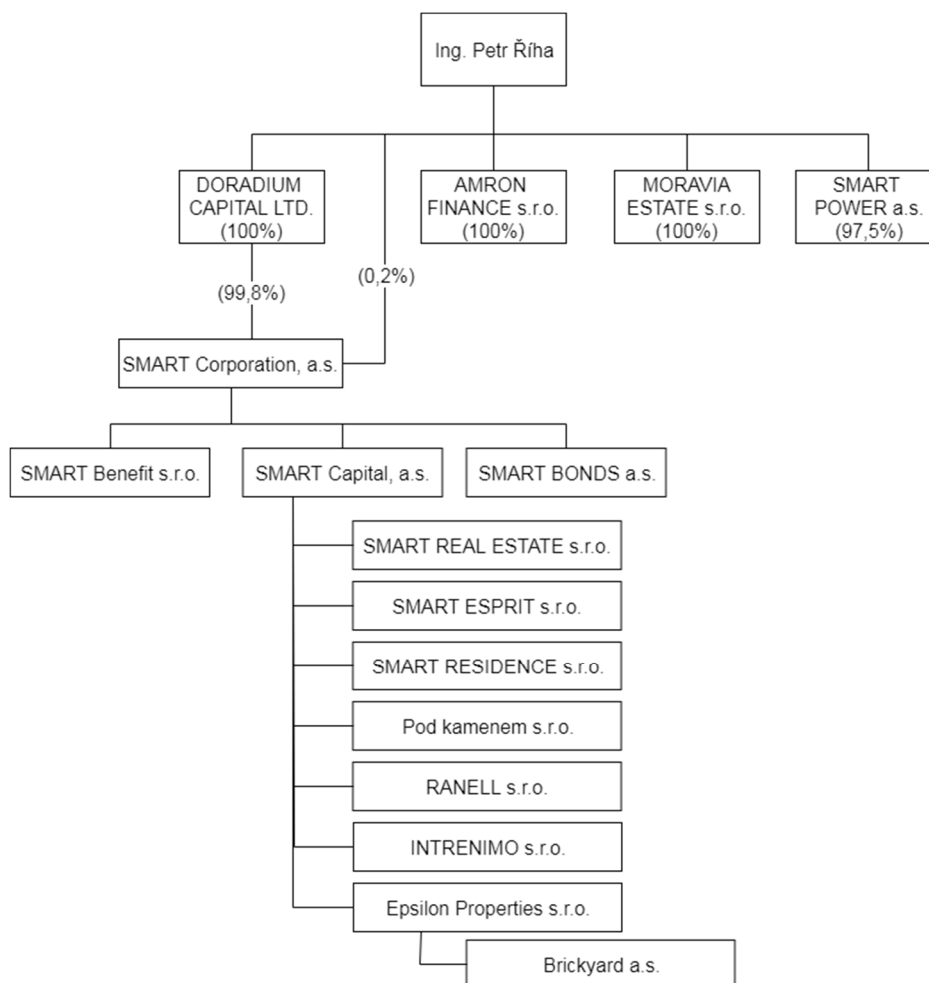 Ing. Petr Říha
DORADIUM
CAPITAL LTD.
(100%)
AMRON
FINANCE s.r.o.
(100%)
MORAVIA
ESTATE s.r.o.
(100%)
SMART
POWER a.s.
(97,5%)
(99,8%)
(0,2%)
SMART Corporation, a.s.
SMART Benefit s.r.o.
SMART Capital, a.s.
SMART BONDS a.s.
SMART REAL ESTATE s.r.o.
SMART ESPRIT s.r.o.
SMART RESIDENCE s.r.o.
Pod kamenem s.r.o.
RANELL s.r.o.
INTRENIMO s.r.o.
Epsilon Properties s.r.o.
Brickyard a.s.